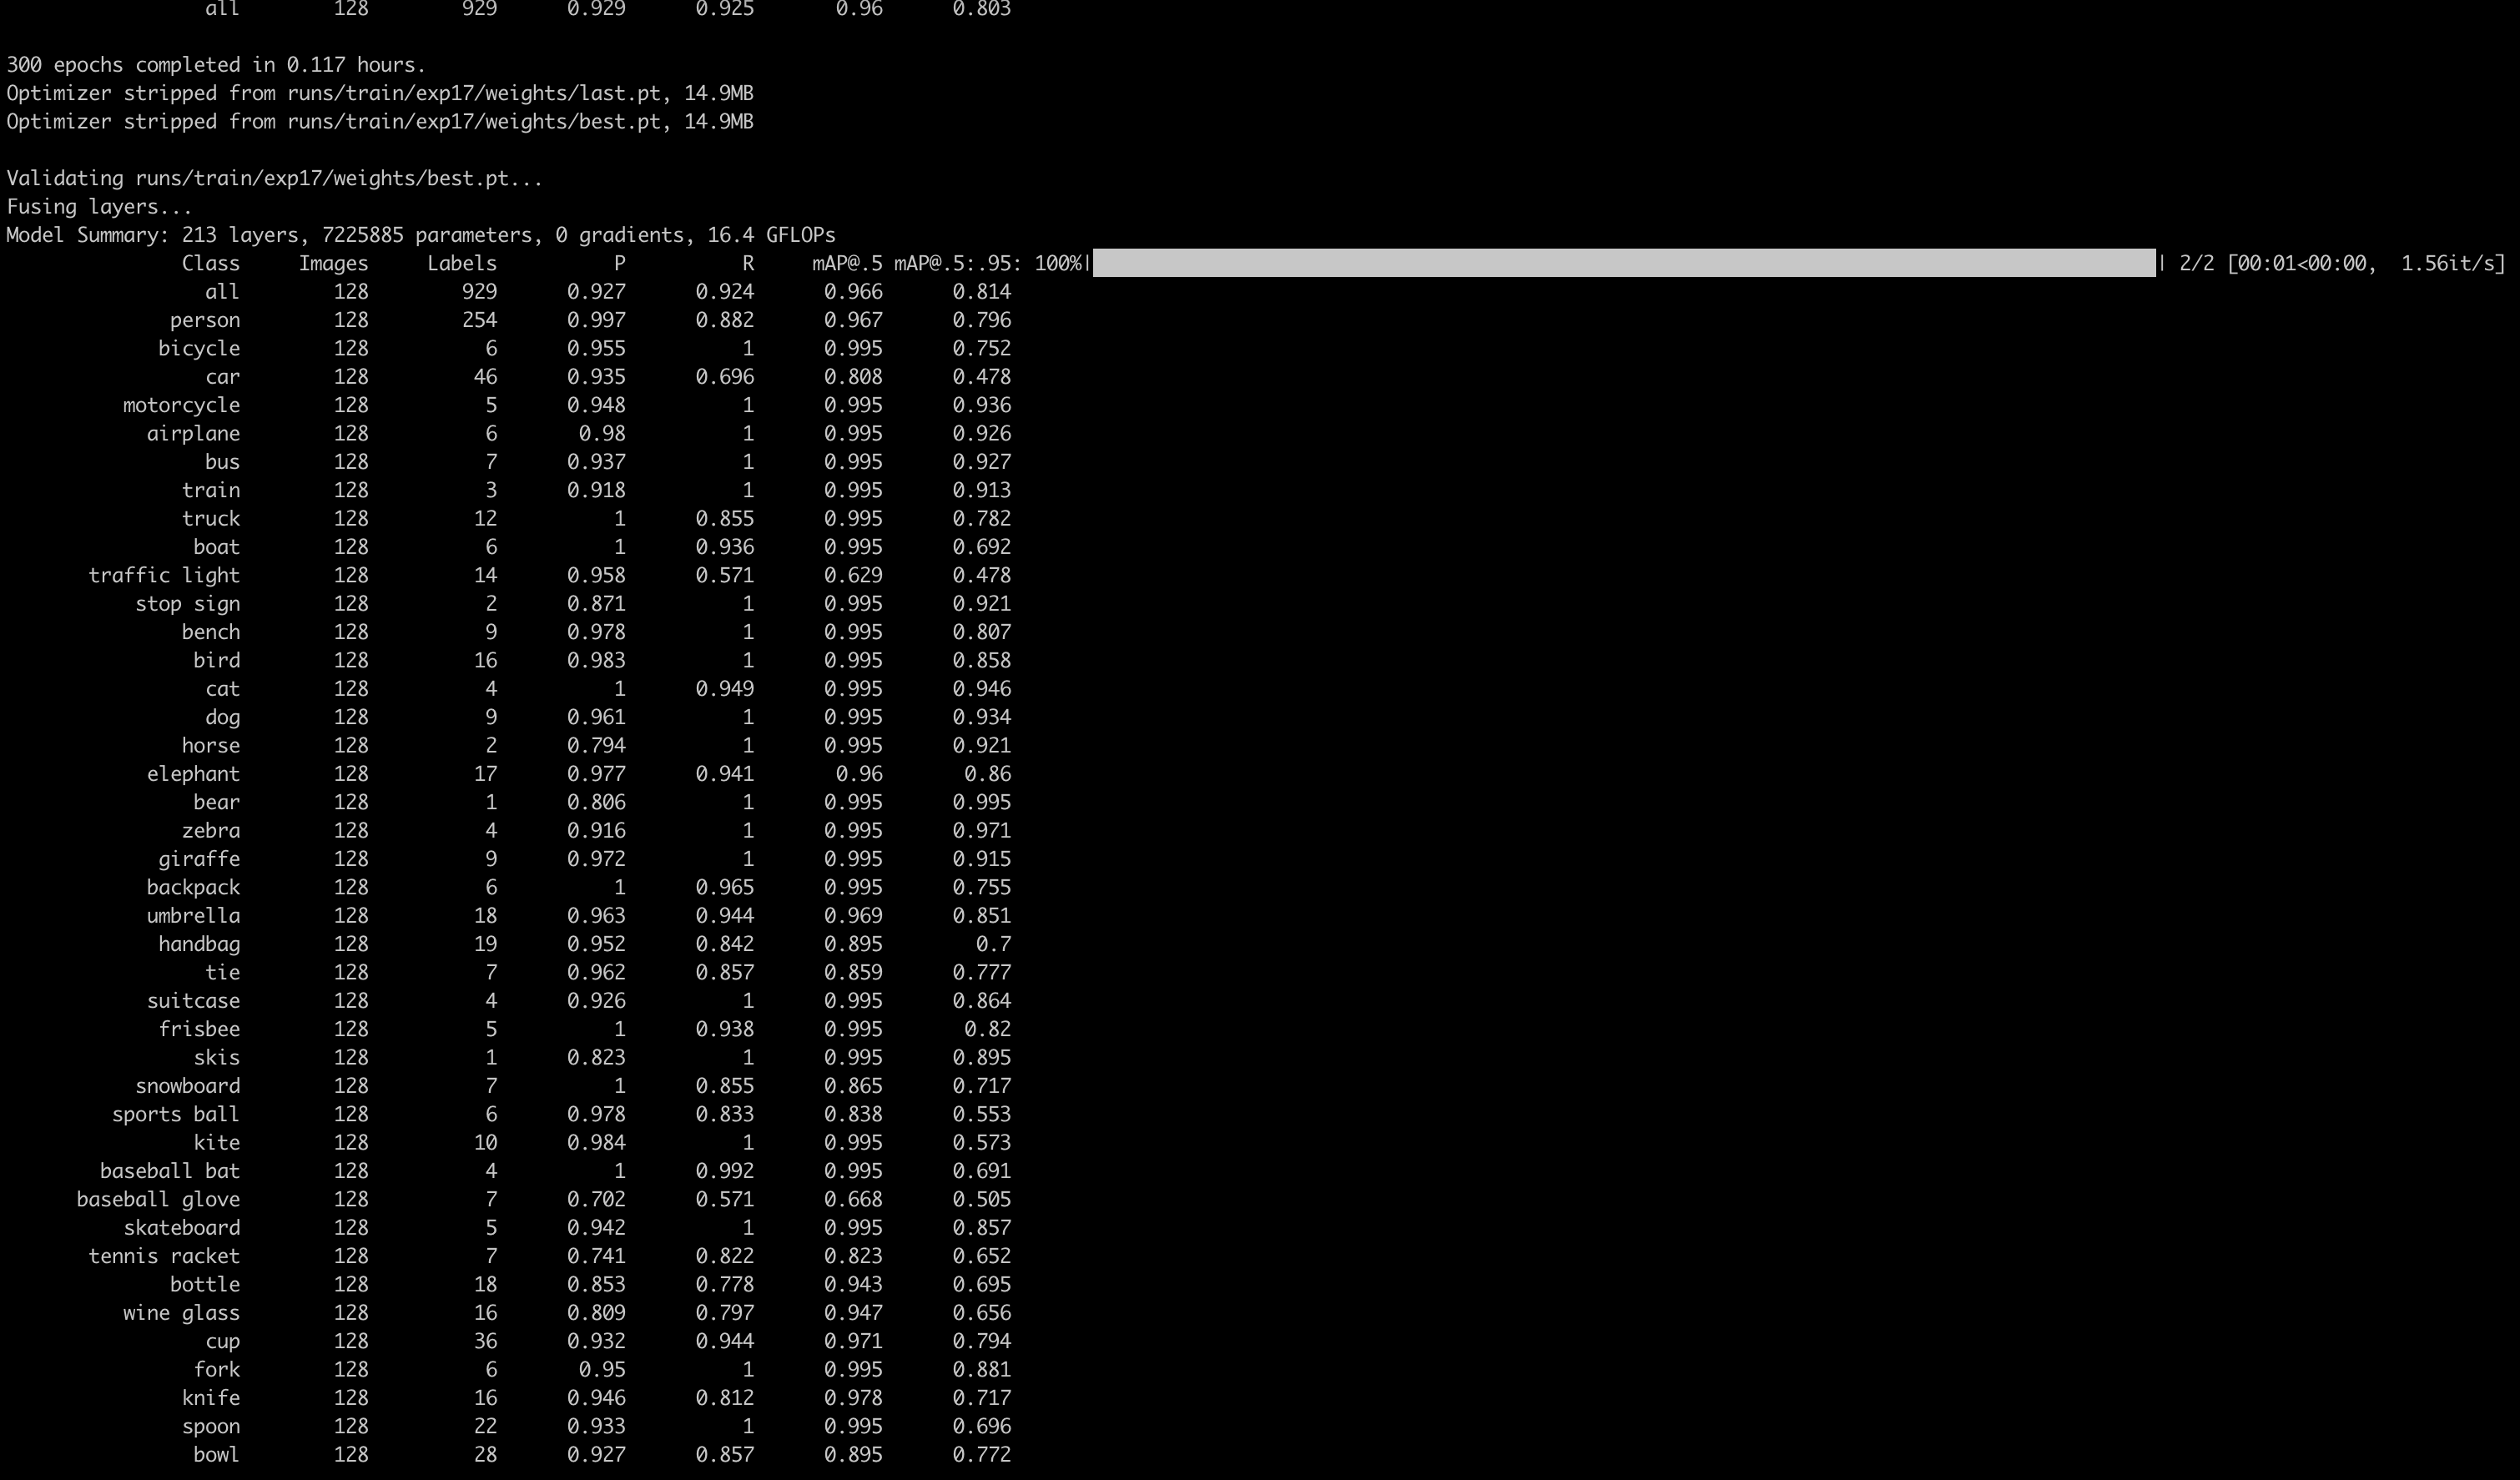 all 128 929 0.929 0.925 0.96 0.803
300 epochs completed in 0.117 hours.
Optimizer stripped from runs/train/exp17/weights/last.pt, 14.9MB
Optimizer stripped from runs/train/exp17/weights/best.pt, 14.9MB
Validating runs/train/exp17/weights/best.pt...
Fusing layers...
Model Summary: 213 layers, 7225885 parameters, 0 gradients, 16.4 GFLOPs
Class Images Labels P R mAP@.5 mAP@.5:.95: 100%| | 2/2 [00:01<00:00, 1.56it/s]
all 128 929 0.927 0.924 0.966 0.814
person 128 254 0.997 0.882 0.967 0.796
bicycle 128 6 0.955 1 0.995 0.752
car 128 46 0.935 0.696 0.808 0.478
motorcycle 128 5 0.948 1 0.995 0.936
airplane 128 6 0.98 1 0.995 0.926
bus 128 7 0.937 1 0.995 0.927
train 128 3 0.918 1 0.995 0.913
truck 128 12 1 0.855 0.995 0.782
boat 128 6 1 0.936 0.995 0.692
traffic light 128 14 0.958 0.571 0.629 0.478
stop sign 128 2 0.871 1 0.995 0.921
bench 128 9 0.978 1 0.995 0.807
bird 128 16 0.983 1 0.995 0.858
cat 128 4 1 0.949 0.995 0.946
dog 128 9 0.961 1 0.995 0.934
horse 128 2 0.794 1 0.995 0.921
elephant 128 17 0.977 0.941 0.96 0.86
bear 128 1 0.806 1 0.995 0.995
zebra 128 4 0.916 1 0.995 0.971
giraffe 128 9 0.972 1 0.995 0.915
backpack 128 6 1 0.965 0.995 0.755
umbrella 128 18 0.963 0.944 0.969 0.851
handbag 128 19 0.952 0.842 0.895 0.7
tie 128 7 0.962 0.857 0.859 0.777
suitcase 128 4 0.926 1 0.995 0.864
frisbee 128 5 1 0.938 0.995 0.82
skis 128 1 0.823 1 0.995 0.895
snowboard 128 7 1 0.855 0.865 0.717
sports ball 128 6 0.978 0.833 0.838 0.553
kite 128 10 0.984 1 0.995 0.573
baseball bat 128 4 1 0.992 0.995 0.691
baseball glove 128 7 0.702 0.571 0.668 0.505
skateboard 128 5 0.942 1 0.995 0.857
tennis racket 128 7 0.741 0.822 0.823 0.652
bottle 128 18 0.853 0.778 0.943 0.695
wine glass 128 16 0.809 0.797 0.947 0.656
cup 128 36 0.932 0.944 0.971 0.794
fork 128 6 0.95 1 0.995 0.881
knife 128 16 0.946 0.812 0.978 0.717
spoon 128 22 0.933 1 0.995 0.696
bowl 128 28 0.927 0.857 0.895 0.772